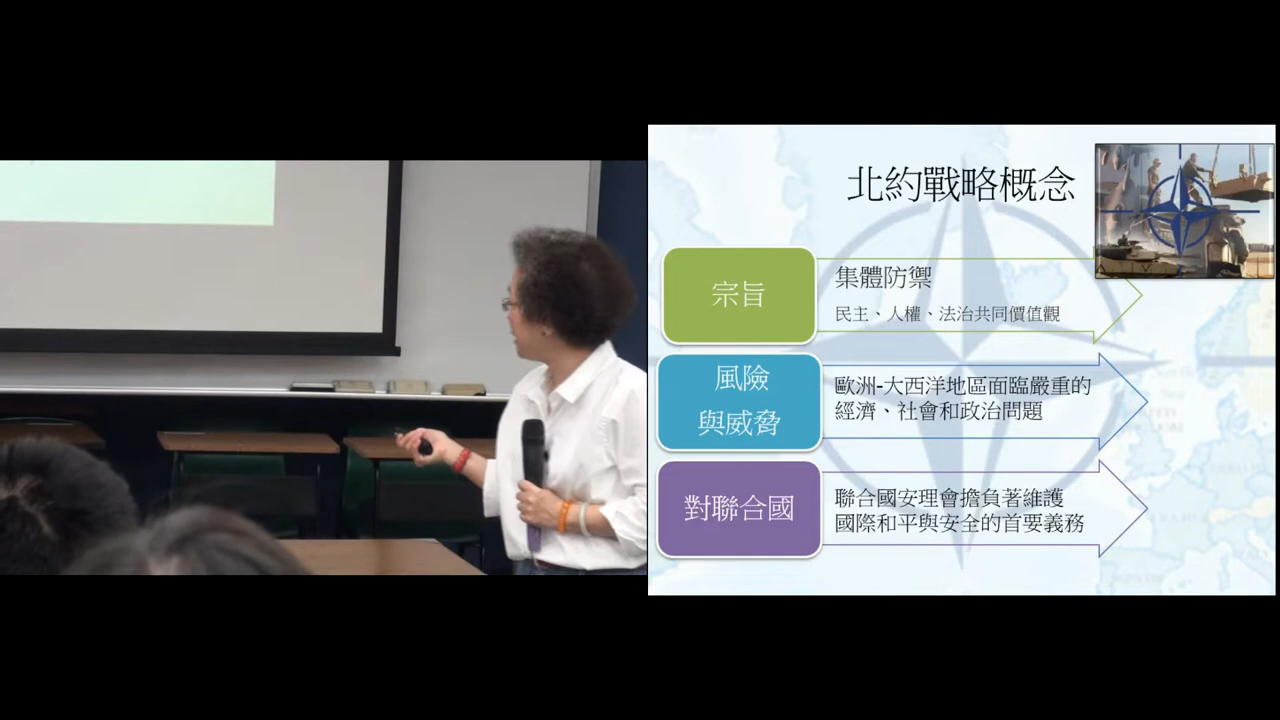 北約戰略概念
宗旨
集體防禦
民主、人權、法治共同價值觀
風險
與威脅
歐洲-大西洋地區面臨嚴重的
經濟、社會和政治問題
對聯合國
聯合國安理會擔負著維護
國際和平與安全的首要義務